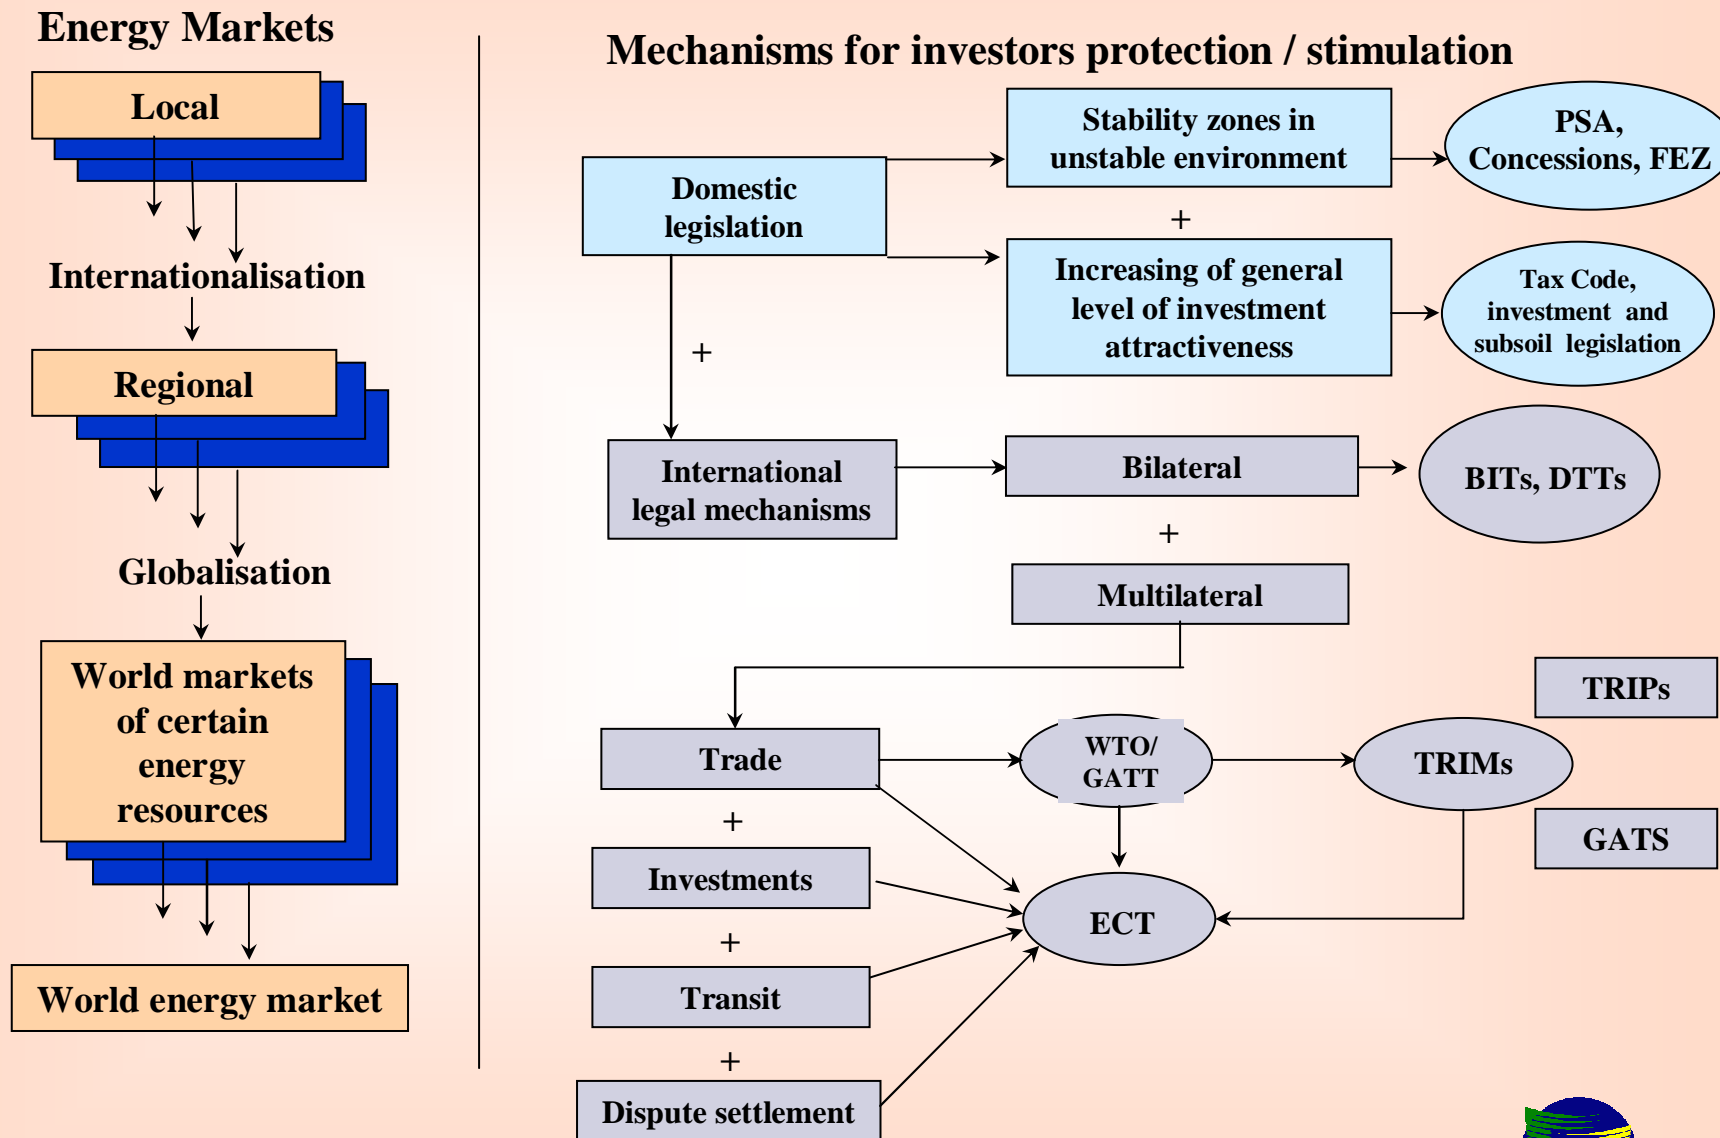 Energy Markets
Local
Internationalisation
Regional
Globalisation
World markets
of certain
energy
resources
World energy market
Mechanisms for investors protection / stimulation
Domestic
legislation
Stability zones in
unstable environment
PSA,
Concessions, FEZ
+
Increasing of general
level of investment
attractiveness
Tax Code,
investment and
subsoil legislation
+
International
legal mechanisms
Bilateral
BITs, DTTs
+
Multilateral
TRIPs
Trade
WTO/
GATT
TRIMs
+
GATS
Investments
ECT
+
Transit
+
Dispute settlement